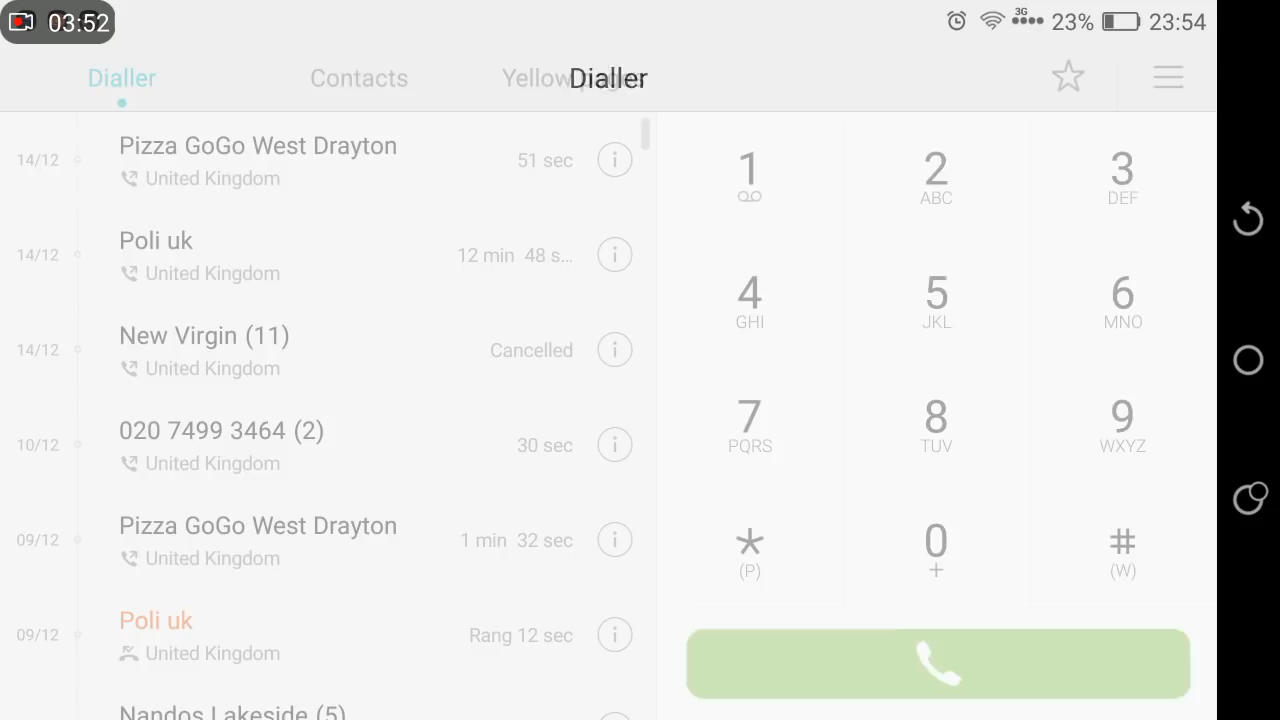 03:52
3G
23%
23:54
Dialler
Contacts
Yellow
Dialler
14/12
Pizza GoGo West Drayton
United Kingdom
51 sec
14/12
Poli uk
United Kingdom
12 min 48 s...
14/12
New Virgin (11)
United Kingdom
Cancelled
10/12
020 7499 3464 (2)
United Kingdom
30 sec
09/12
Pizza GoGo West Drayton
United Kingdom
1 min 32 sec
09/12
Poli uk
United Kingdom
Rang 12 sec
Nandos Lakeside (5)
1
2
ABC
3
DEF
4
GHI
5
JKL
6
MNO
7
PQRS
8
TUV
9
WXYZ
*
(P)
0
+
#
(W)